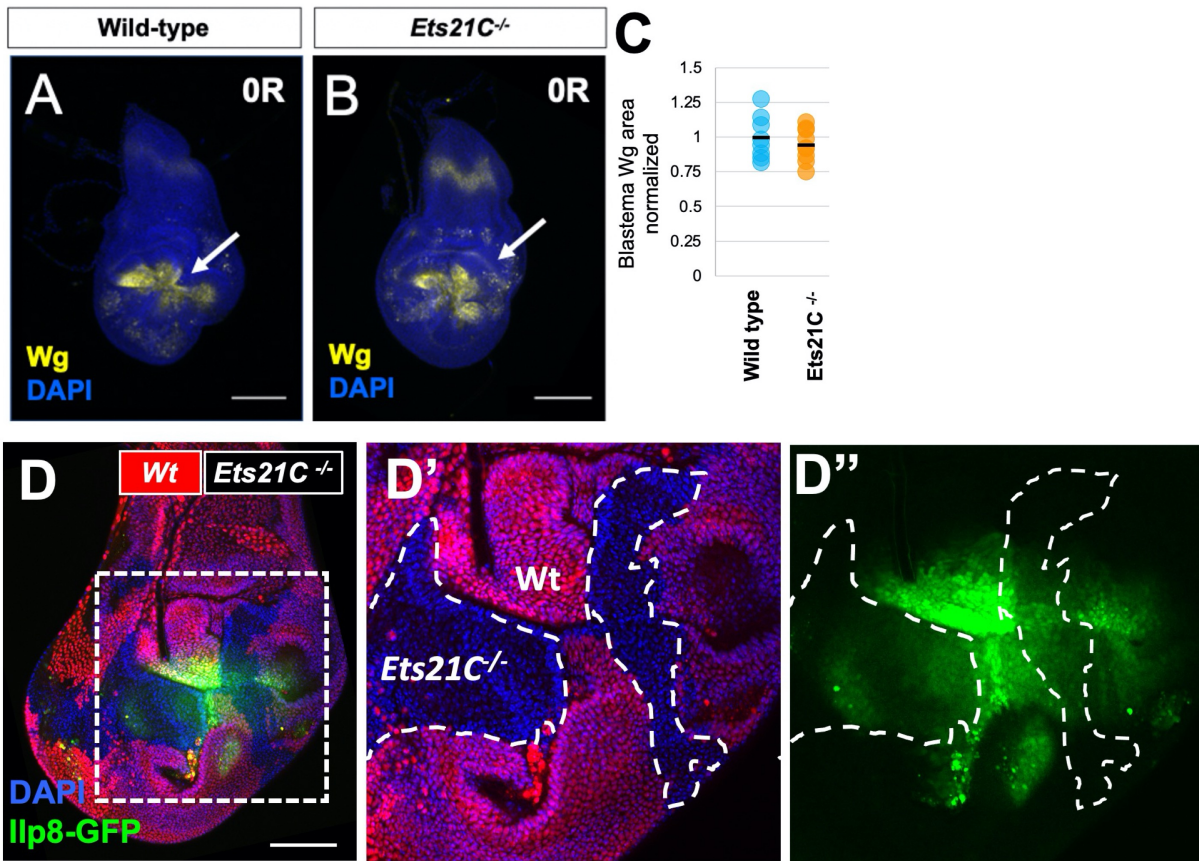 Wild-type
Ets21C-/-
A
0R
B
0R
Wg
DAPI
Wg
DAPI
C
Blastema Wg area
normalized
1.5
1.25
1
0.75
0.5
0.25
0
Wild type
Ets21C -/-
D
Wt
Ets21C -/-
DAPI
Ilp8-GFP
D'
Wt
Ets21C-/-
D"